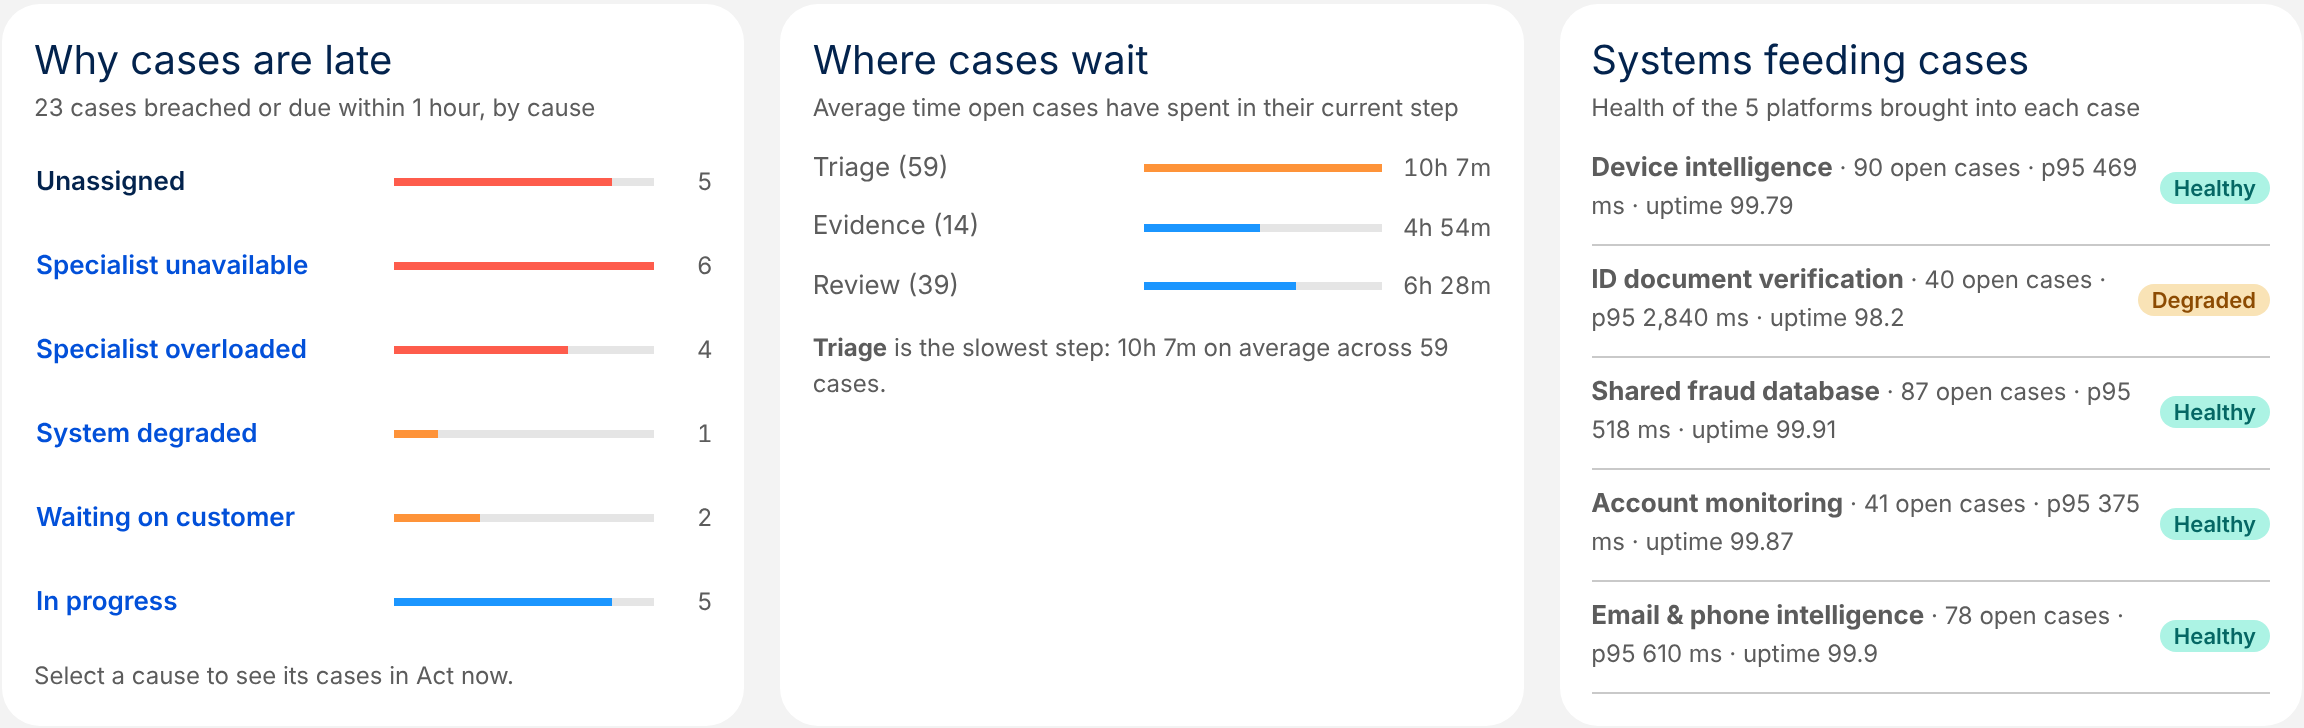 Why cases are late
23 cases breached or due within 1 hour, by cause
Unassigned 5
Specialist unavailable 6
Specialist overloaded 4
System degraded 1
Waiting on customer 2
In progress 5
Select a cause to see its cases in Act now.
Where cases wait
Average time open cases have spent in their current step
Triage (59) 10h 7m
Evidence (14) 4h 54m
Review (39) 6h 28m
Triage is the slowest step: 10h 7m on average across 59
cases.
Systems feeding cases
Health of the 5 platforms brought into each case
Device intelligence · 90 open cases · p95 469
ms · uptime 99.79
Healthy
ID document verification · 40 open cases ·
p95 2,840 ms · uptime 98.2
Degraded
Shared fraud database · 87 open cases · p95
518 ms · uptime 99.91
Healthy
Account monitoring · 41 open cases · p95 375
ms · uptime 99.87
Healthy
Email & phone intelligence · 78 open cases ·
p95 610 ms · uptime 99.9
Healthy